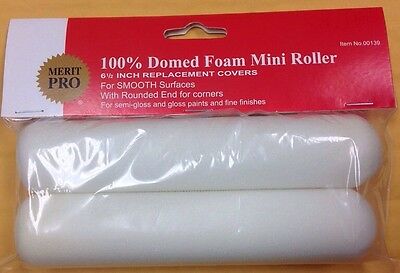 MERIT
PRO
100% Domed Foam Mini Roller
Item No.00139
6½ INCH REPLACEMENT COVERS
For SMOOTH Surfaces
With Rounded End for corners
For semi-gloss and gloss paints and fine finishes